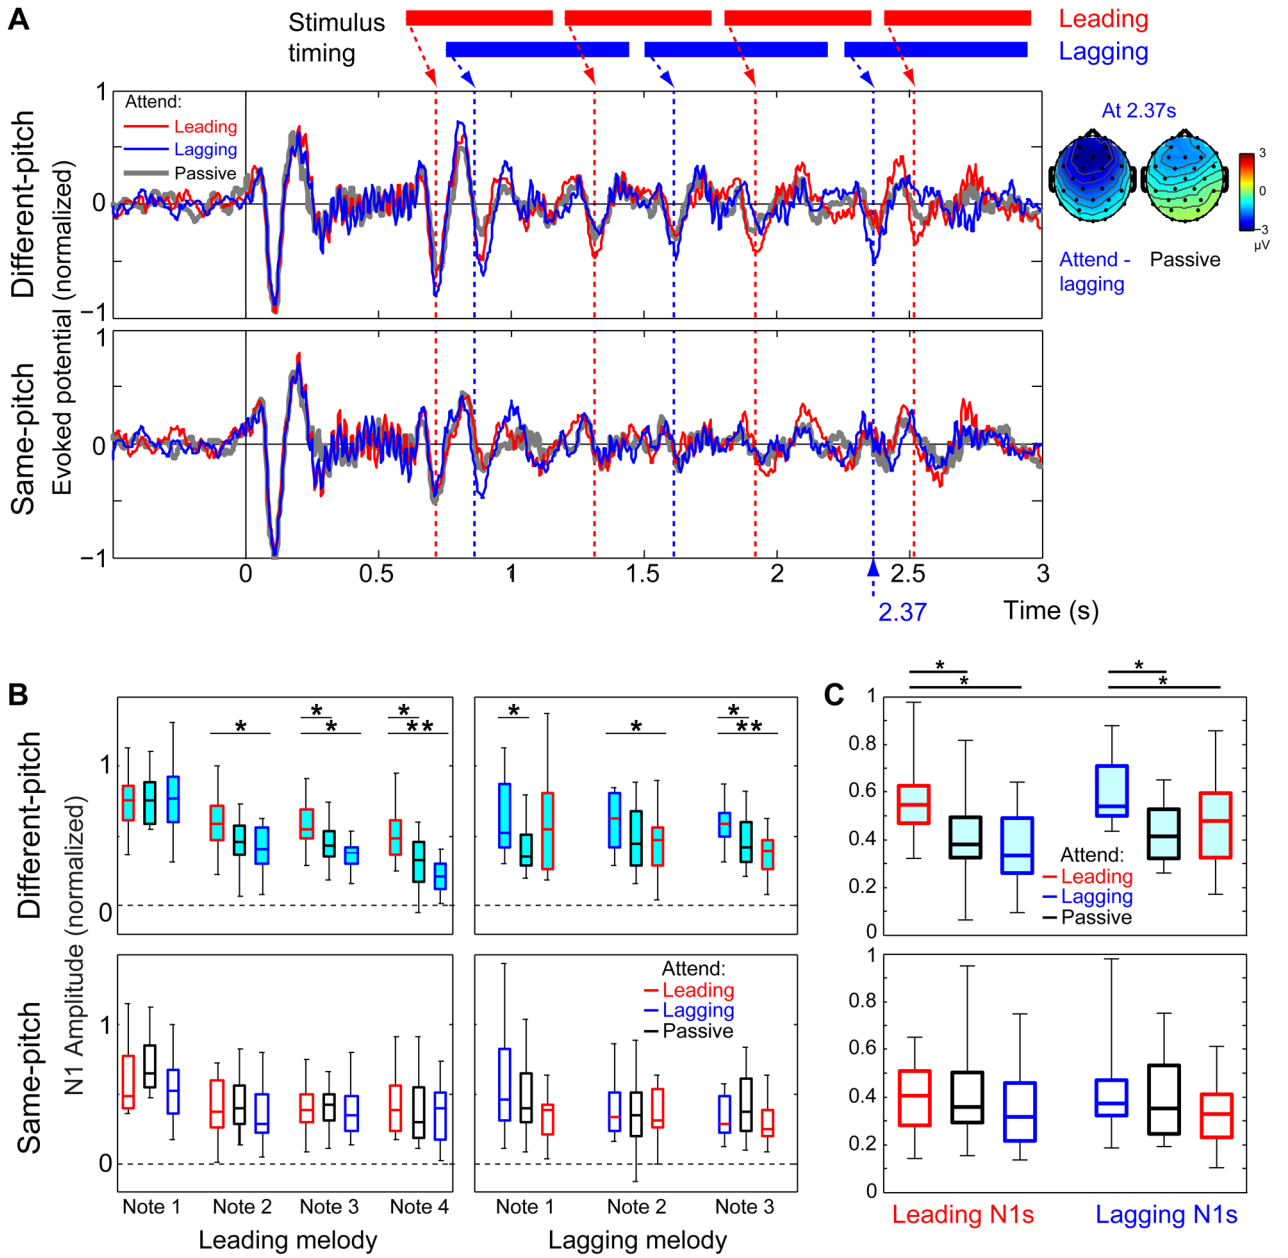 A
Stimulus
timing
Leading
Lagging
Different-pitch
Same-pitch
Evoked potential (normalized)
1
0
−1
Attend:
Leading
Lagging
Passive
At 2.37s
3
0
−3
µV
Attend -
lagging
Passive
1
0
−1
0
0.5
1
1.5
2
2.5
3
2.37
Time (s)
B
Different-pitch
Same-pitch
N1 Amplitude (normalized)
1
0
* * * * **
* * * **
1
0
Attend:
Leading
Lagging
Passive
Note 1 Note 2 Note 3 Note 4
Leading melody
Note 1 Note 2 Note 3
Lagging melody
C
* *
* *
1
0.8
0.6
0.4
0.2
0
Attend:
Leading
Lagging
Passive
1
0.8
0.6
0.4
0.2
0
Leading N1s
Lagging N1s